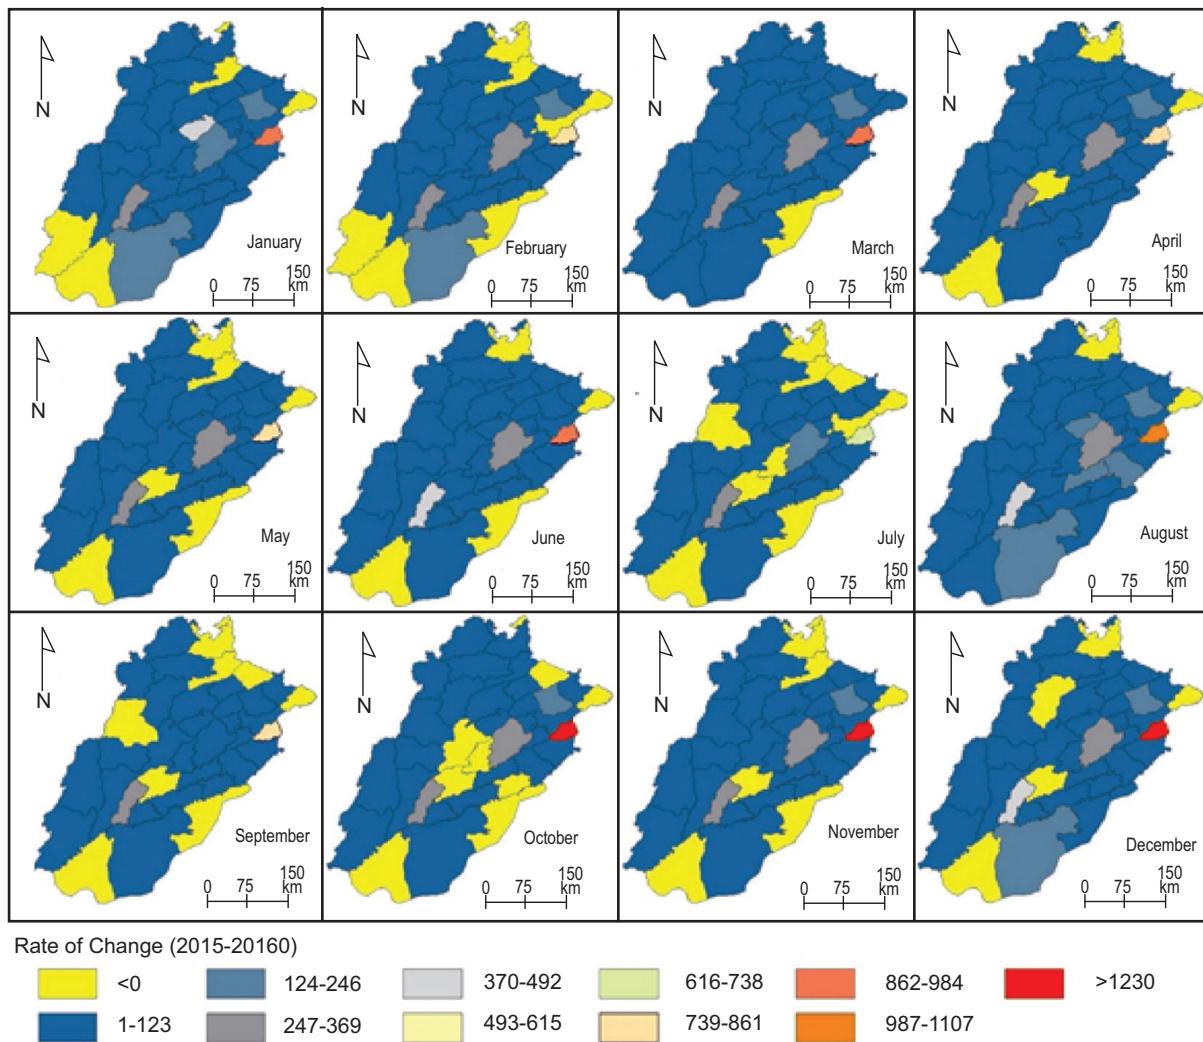 N
January
0 75 150
km
N
February
0 75 150
km
N
March
0 75 150
km
N
April
0 75 150
km
N
May
0 75 150
km
N
June
0 75 150
km
N
July
0 75 150
km
N
August
0 75 150
km
N
September
0 75 150
km
N
October
0 75 150
km
N
November
0 75 150
km
N
December
0 75 150
km
Rate of Change (2015-20160)
<0 124-246 370-492 616-738 862-984 >1230
1-123 247-369 493-615 739-861 987-1107